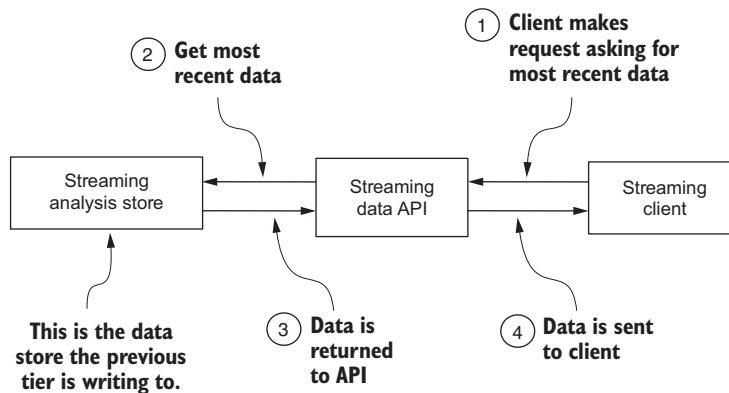 2
Get most
recent data
1
Client makes
request asking for
most recent data
Streaming
analysis store
Streaming
data API
Streaming
client
This is the data
store the previous
tier is writing to.
3
Data is
returned
to API
4
Data is sent
to client